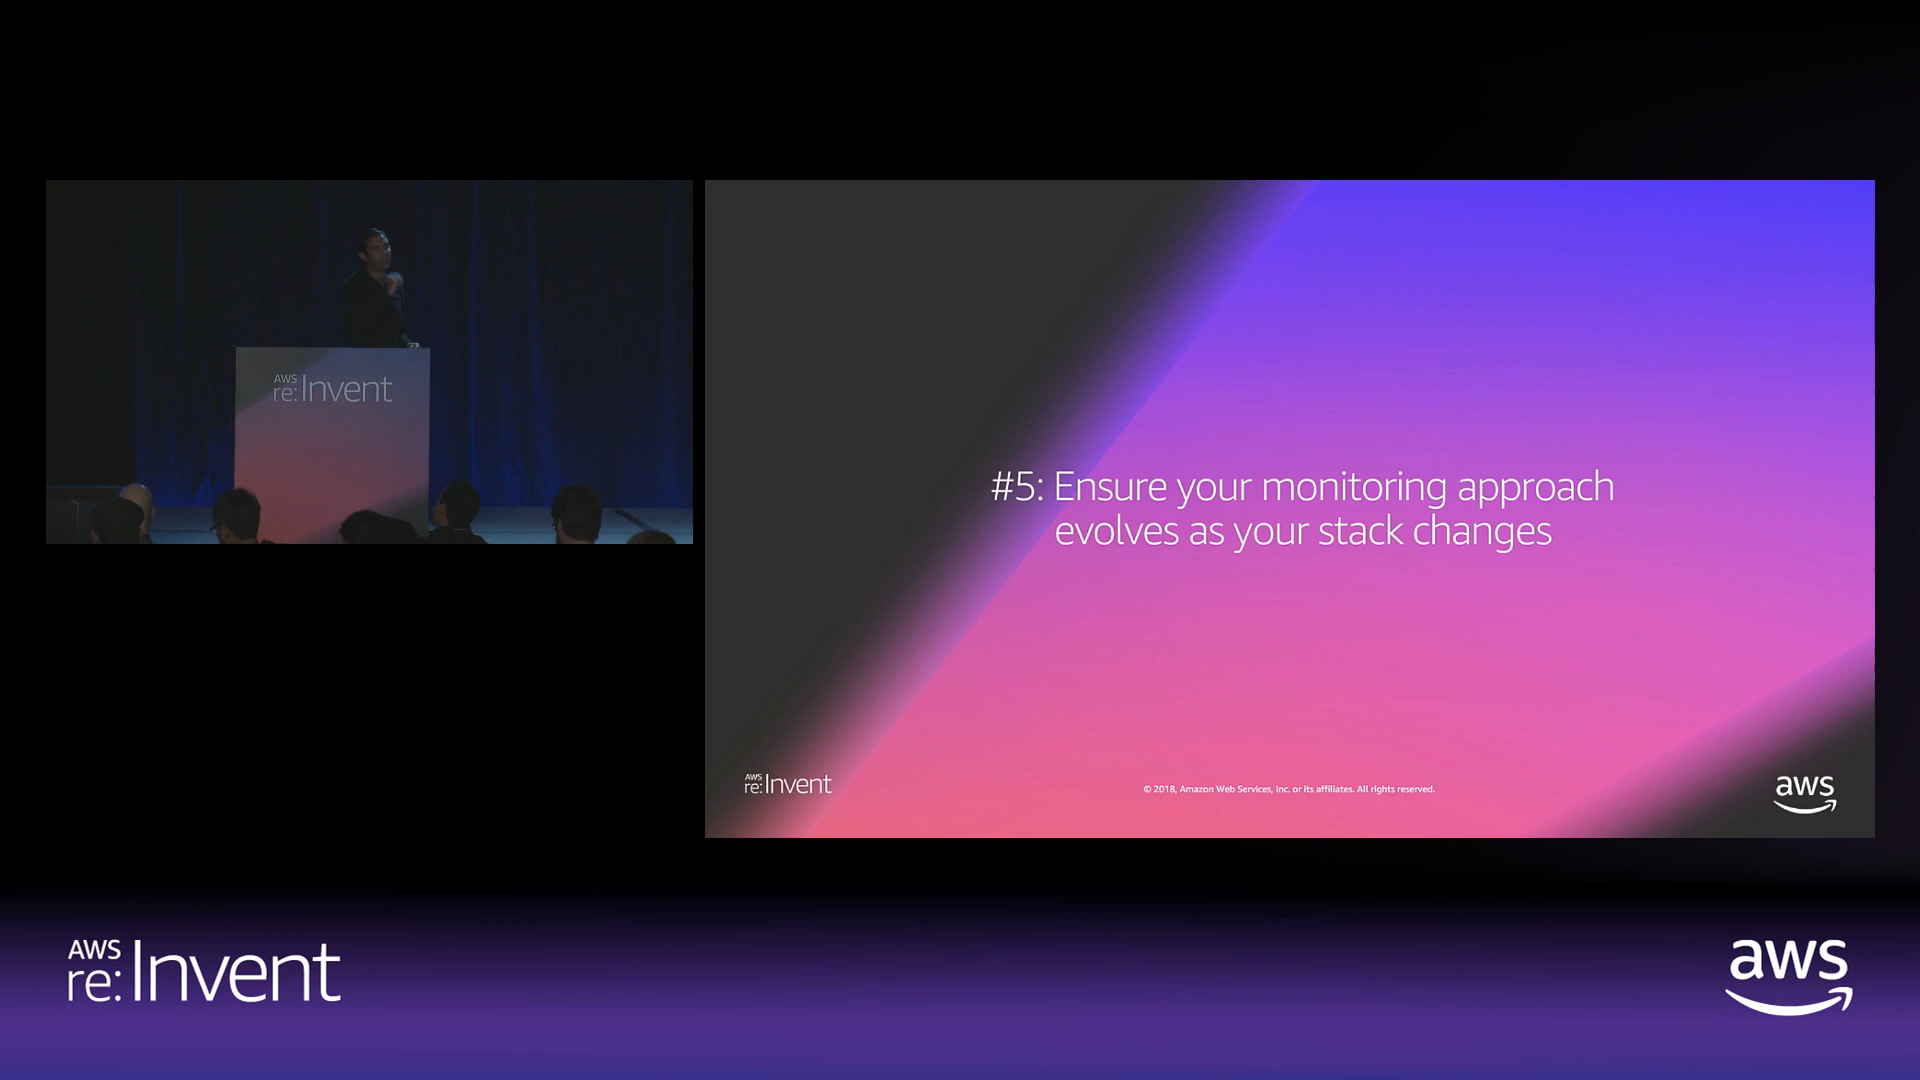 AWS
re:Invent
#5: Ensure your monitoring approach
evolves as your stack changes
AWS
re:Invent
© 2018, Amazon Web Services, Inc. or its affiliates. All rights reserved.
aws
AWS
re:Invent
aws